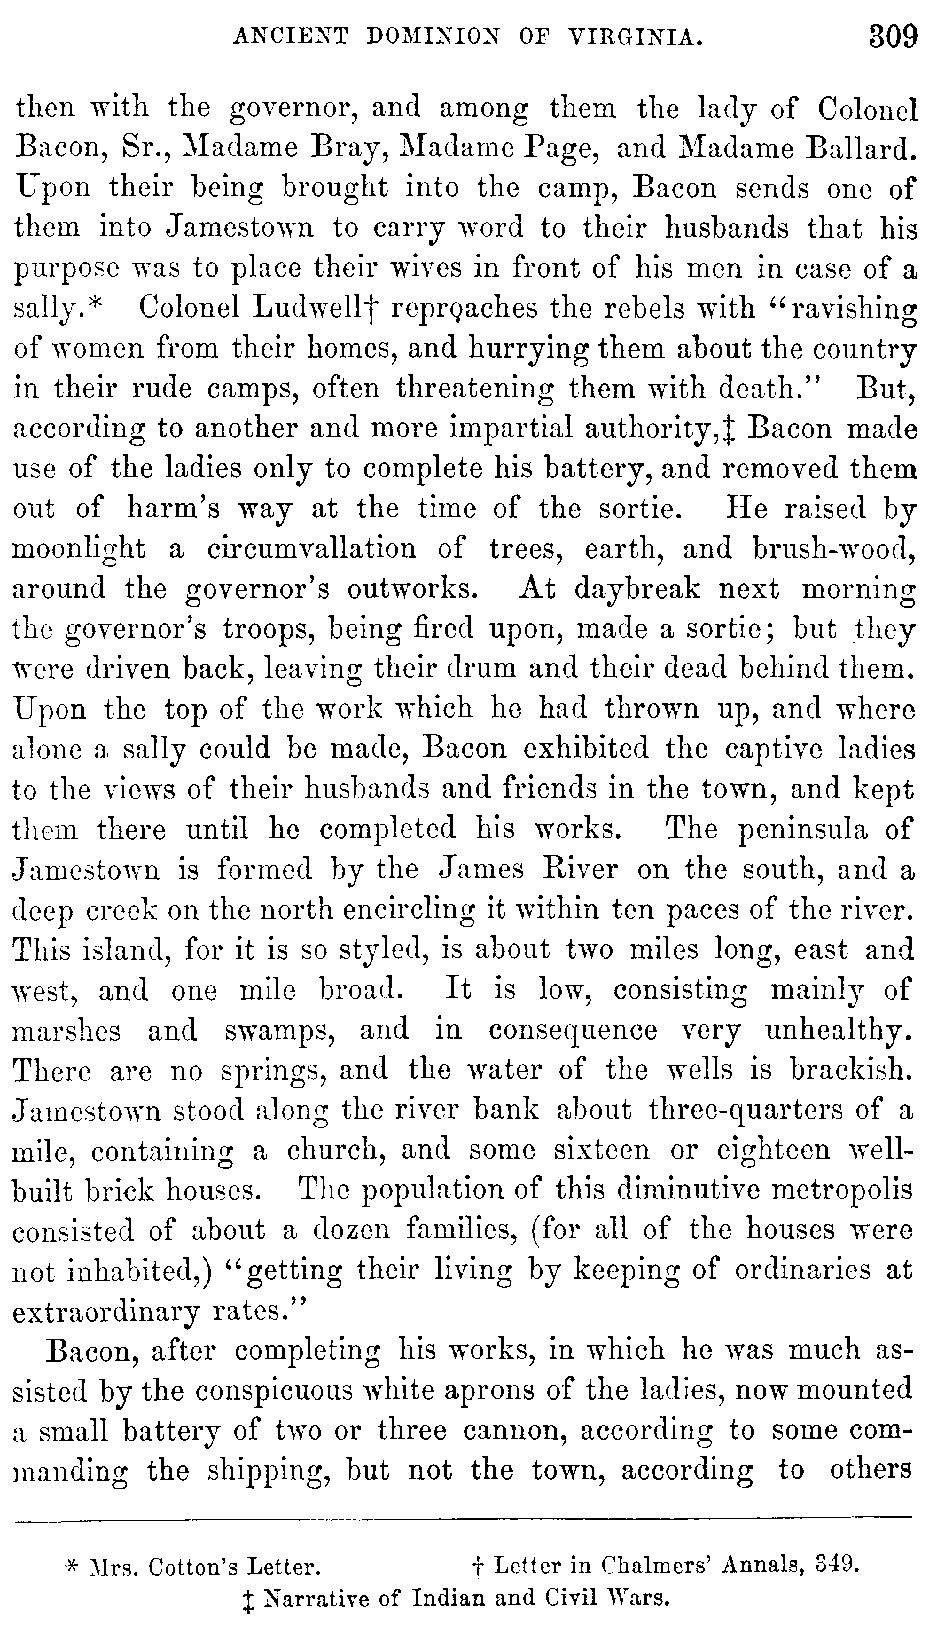 ANCIENT DOMINION OF VIRGINIA. 309
then with the governor, and among them the lady of Colonel
Bacon, Sr., Madame Bray, Madame Page, and Madame Ballard.
Upon their being brought into the camp, Bacon sends one of
them into Jamestown to carry word to their husbands that his
purpose was to place their wives in front of his men in case of a
sally.* Colonel Ludwell† reproaches the rebels with “ravishing
of women from their homes, and hurrying them about the country
in their rude camps, often threatening them with death.” But,
according to another and more impartial authority,‡ Bacon made
use of the ladies only to complete his battery, and removed them
out of harm's way at the time of the sortie. He raised by
moonlight a circumvallation of trees, earth, and brush-wood,
around the governor's outworks. At daybreak next morning
the governor's troops, being fired upon, made a sortie; but they
were driven back, leaving their drum and their dead behind them.
Upon the top of the work which he had thrown up, and where
alone a sally could be made, Bacon exhibited the captive ladies
to the views of their husbands and friends in the town, and kept
them there until he completed his works. The peninsula of
Jamestown is formed by the James River on the south, and a
deep creek on the north encircling it within ten paces of the river.
This island, for it is so styled, is about two miles long, east and
west, and one mile broad. It is low, consisting mainly of
marshes and swamps, and in consequence very unhealthy.
There are no springs, and the water of the wells is brackish.
Jamestown stood along the river bank about three-quarters of a
mile, containing a church, and some sixteen or eighteen well-
built brick houses. The population of this diminutive metropolis
consisted of about a dozen families, (for all of the houses were
not inhabited,) “getting their living by keeping of ordinaries at
extraordinary rates.”
Bacon, after completing his works, in which he was much as-
sisted by the conspicuous white aprons of the ladies, now mounted
a small battery of two or three cannon, according to some com-
manding the shipping, but not the town, according to others
* Mrs. Cotton's Letter. † Letter in Chalmers' Annals, 349.
‡ Narrative of Indian and Civil Wars.